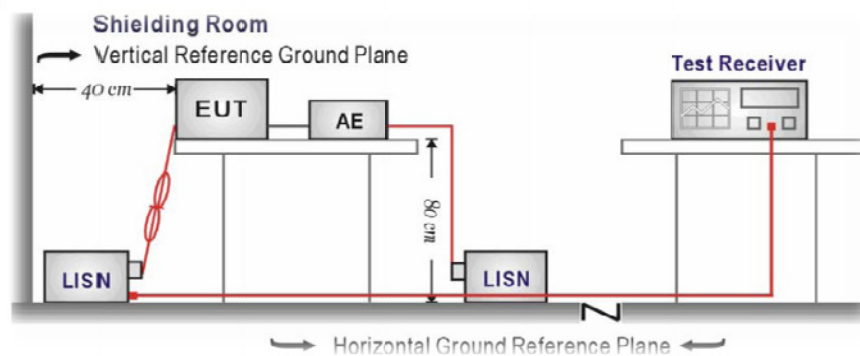 Shielding Room
Vertical Reference Ground Plane
Test Receiver
40 cm
EUT
AE
80 cm
LISN
LISN
Horizontal Ground Reference Plane